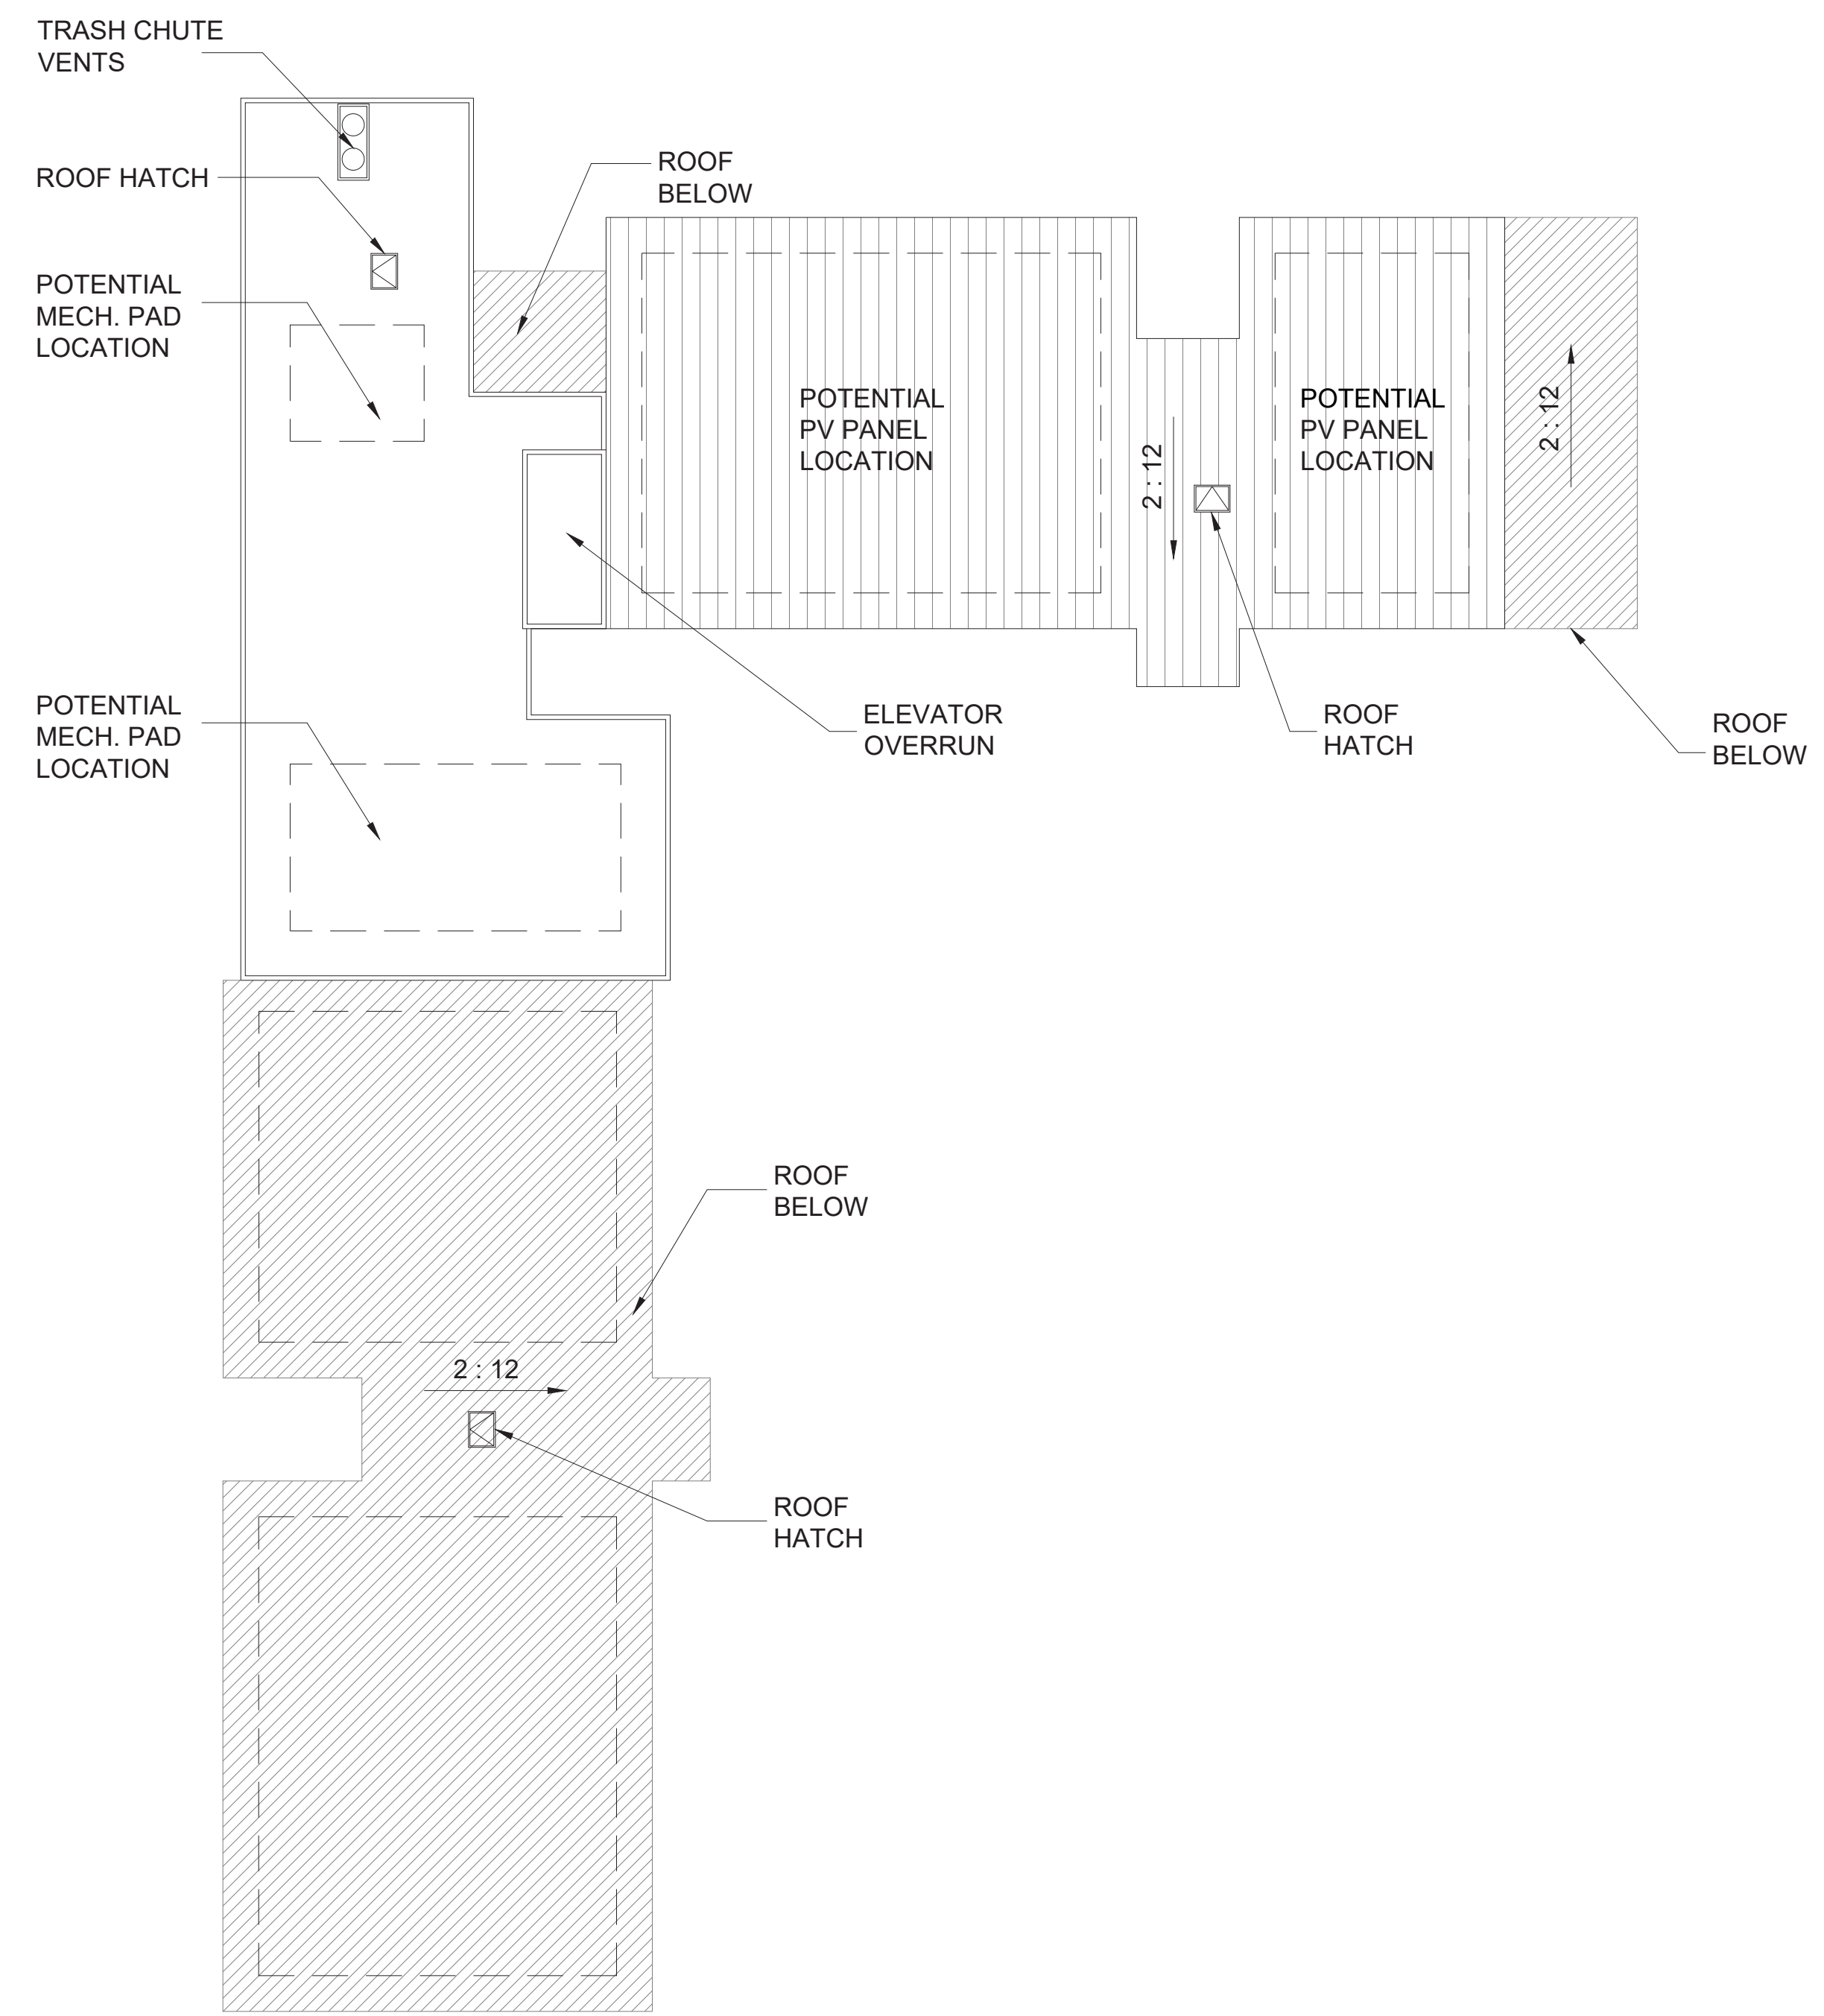 TRASH CHUTE
VENTS
ROOF HATCH
ROOF
BELOW
POTENTIAL
MECH. PAD
LOCATION
POTENTIAL
PV PANEL
LOCATION
2 : 12
POTENTIAL
PV PANEL
LOCATION
2 : 12
POTENTIAL
MECH. PAD
LOCATION
ELEVATOR
OVERRUN
ROOF
HATCH
ROOF
BELOW
ROOF
BELOW
2 : 12
ROOF
HATCH